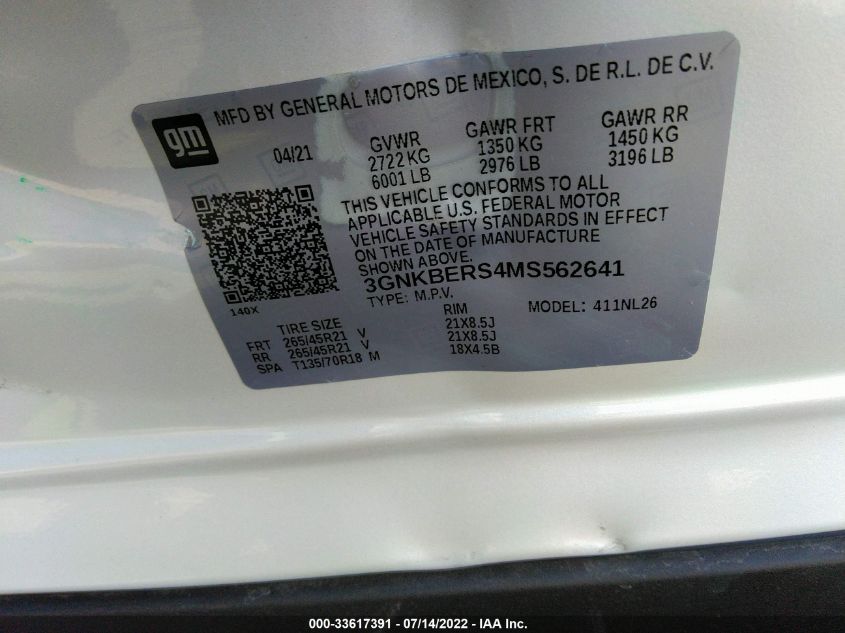 MFD BY GENERAL MOTORS DE MEXICO, S. DE R.L. DE C.V.
gm
04/21
GVWR GAWR FRT GAWR RR
2722 KG 1350 KG 1450 KG
6001 LB 2976 LB 3196 LB
THIS VEHICLE CONFORMS TO ALL
APPLICABLE U.S. FEDERAL MOTOR
VEHICLE SAFETY STANDARDS IN EFFECT
ON THE DATE OF MANUFACTURE
SHOWN ABOVE.
3GNKBERS4MS562641
140X
TYPE: M.P.V. MODEL: 411NL26
TIRE SIZE RIM
FRT 265/45R21 V 21X8.5J
RR 265/45R21 V 21X8.5J
SPA T135/70R18 M 18X4.5B
000-33617391 - 07/14/2022 - IAA Inc.